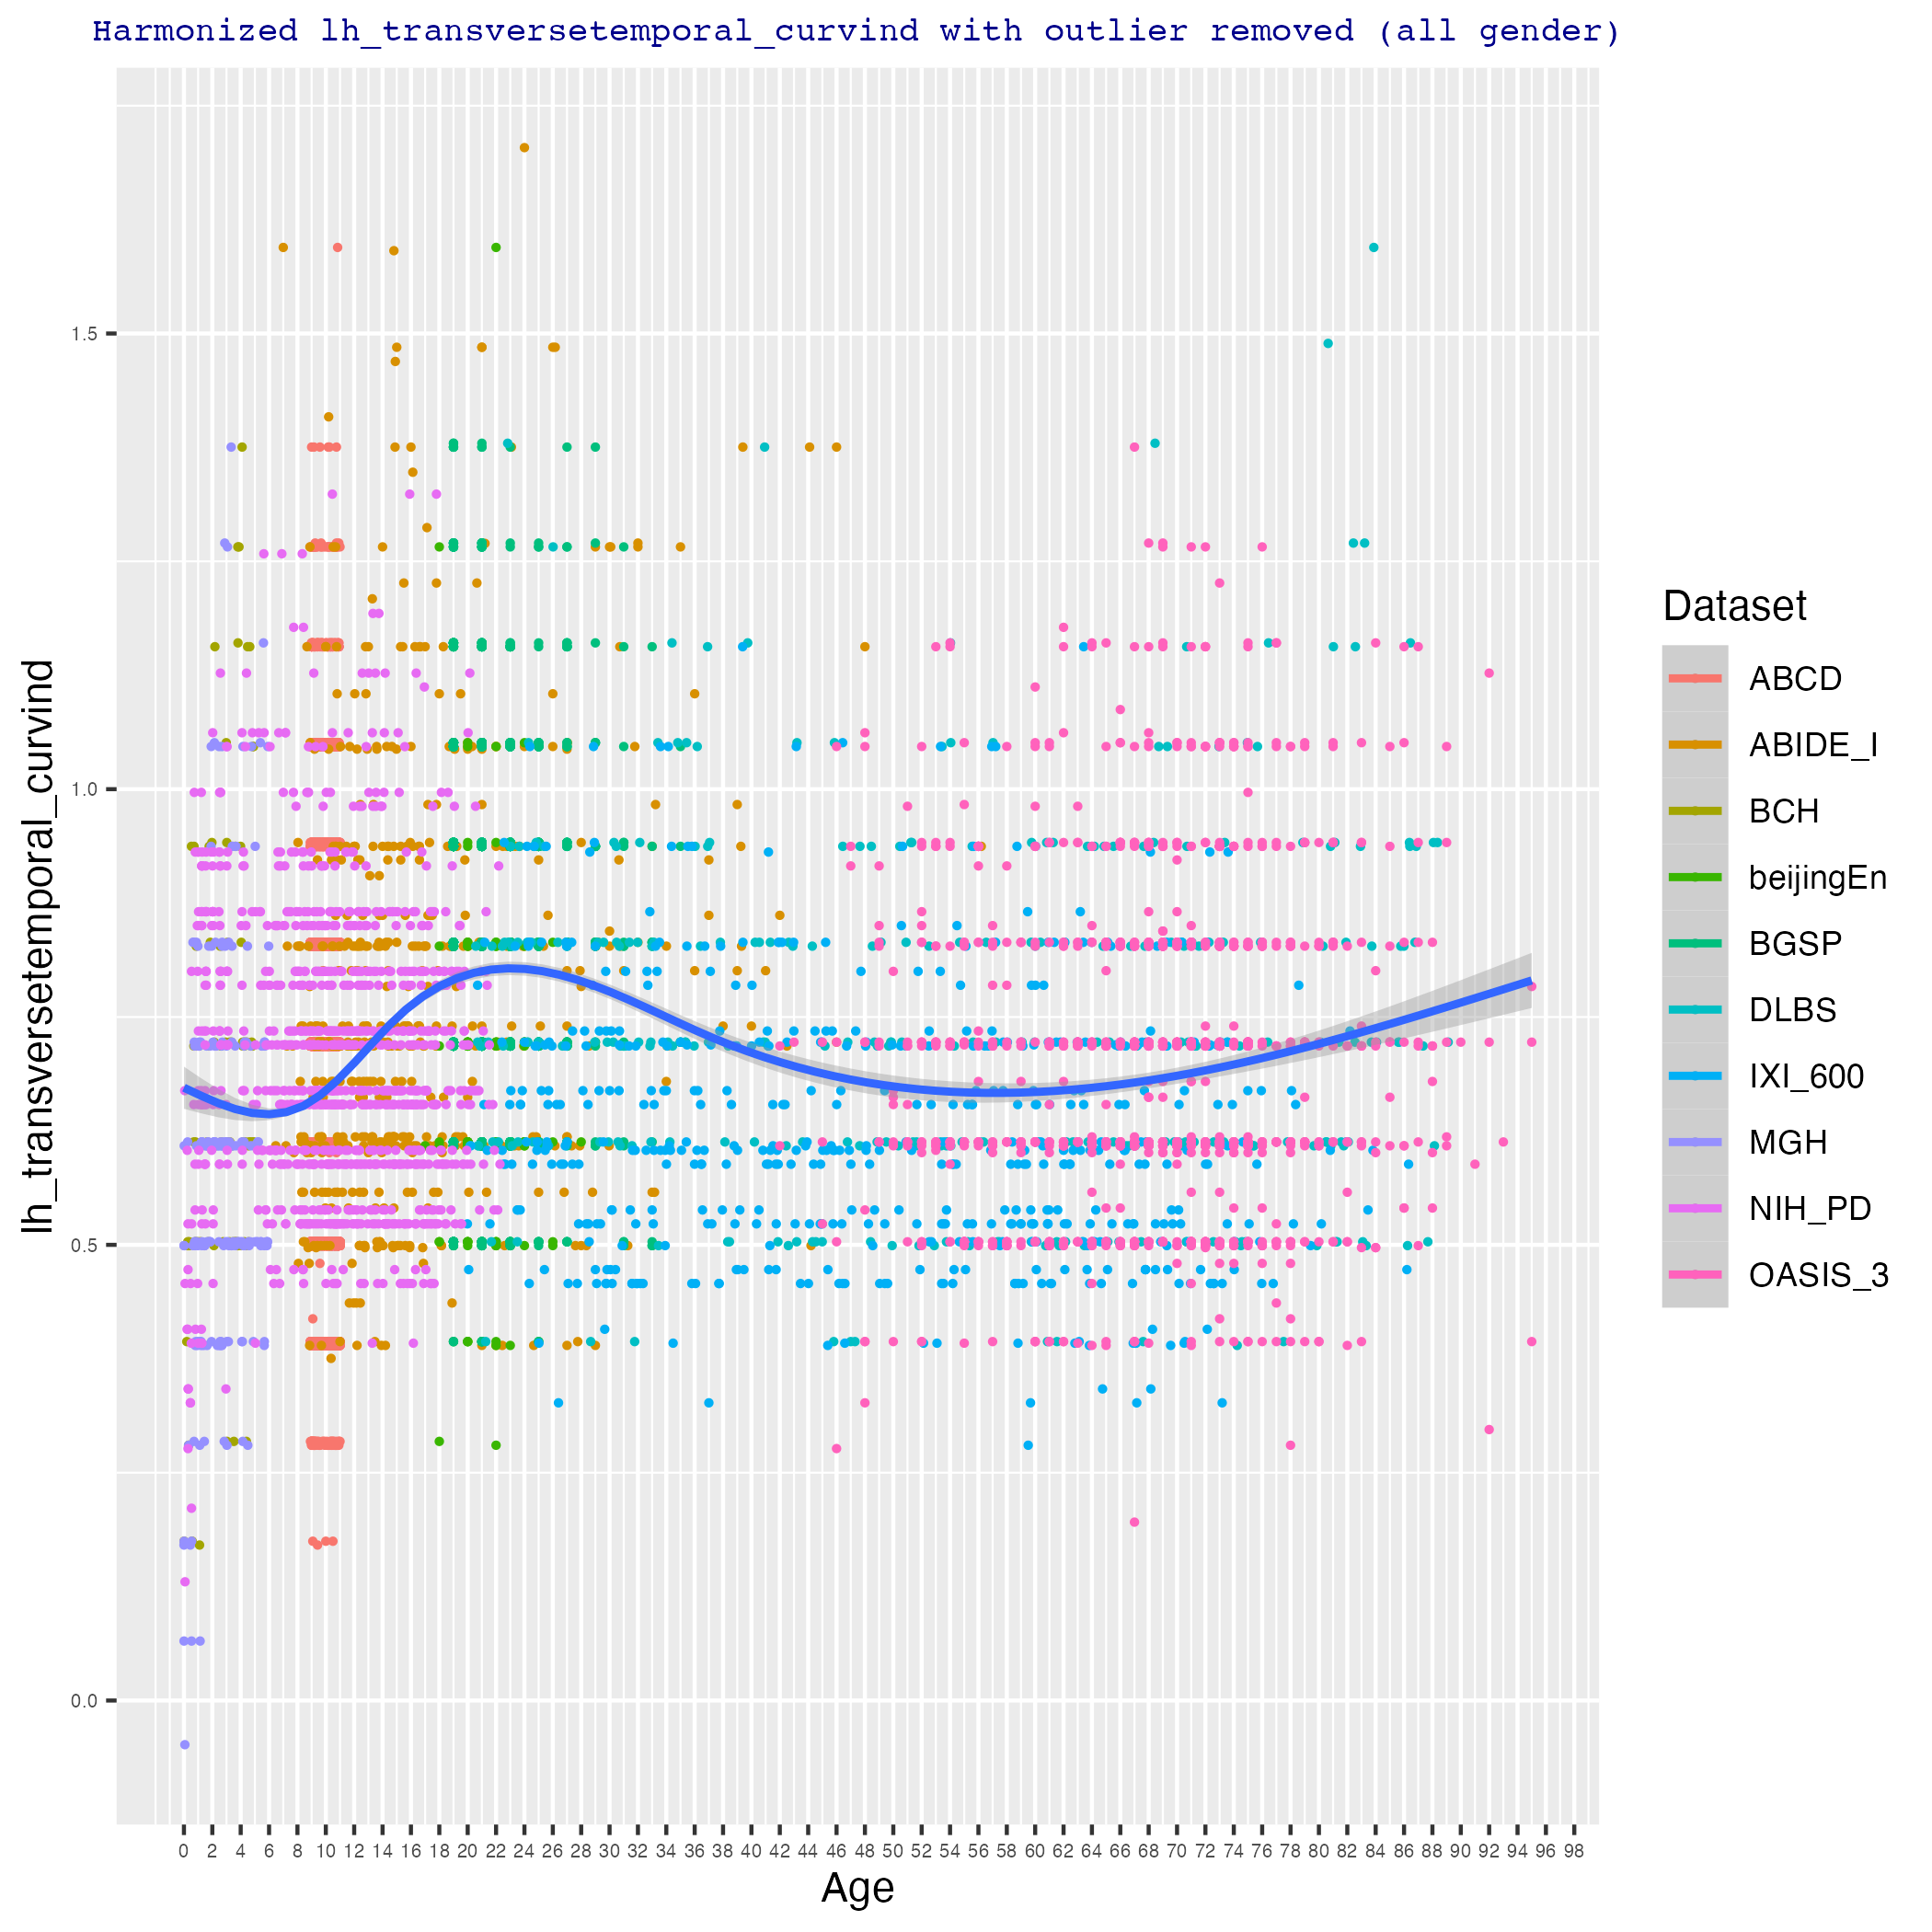 Harmonized lh_transversetemporal_curvind with outlier removed (all gender)
lh_transversetemporal_curvind
1.5
1.0
0.5
0.0
0 2 4 6 8 10 12 14 16 18 20 22 24 26 28 30 32 34 36 38 40 42 44 46 48 50 52 54 56 58 60 62 64 66 68 70 72 74 76 78 80 82 84 86 88 90 92 94 96 98
Age
Dataset
ABCD
ABIDE_I
BCH
beijingEn
BGSP
DLBS
IXI_600
MGH
NIH_PD
OASIS_3